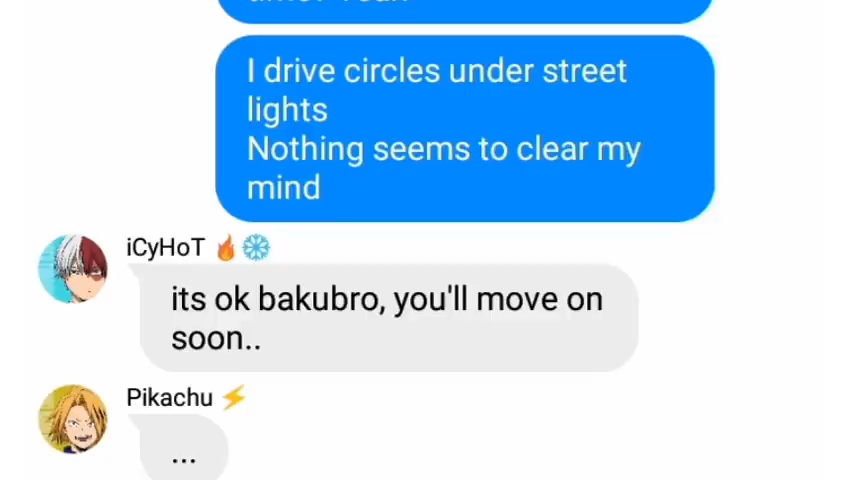 I drive circles under street
lights
Nothing seems to clear my
mind
iCyHoT 🔥❄️
its ok bakubro, you'll move on
soon..
Pikachu ⚡
...